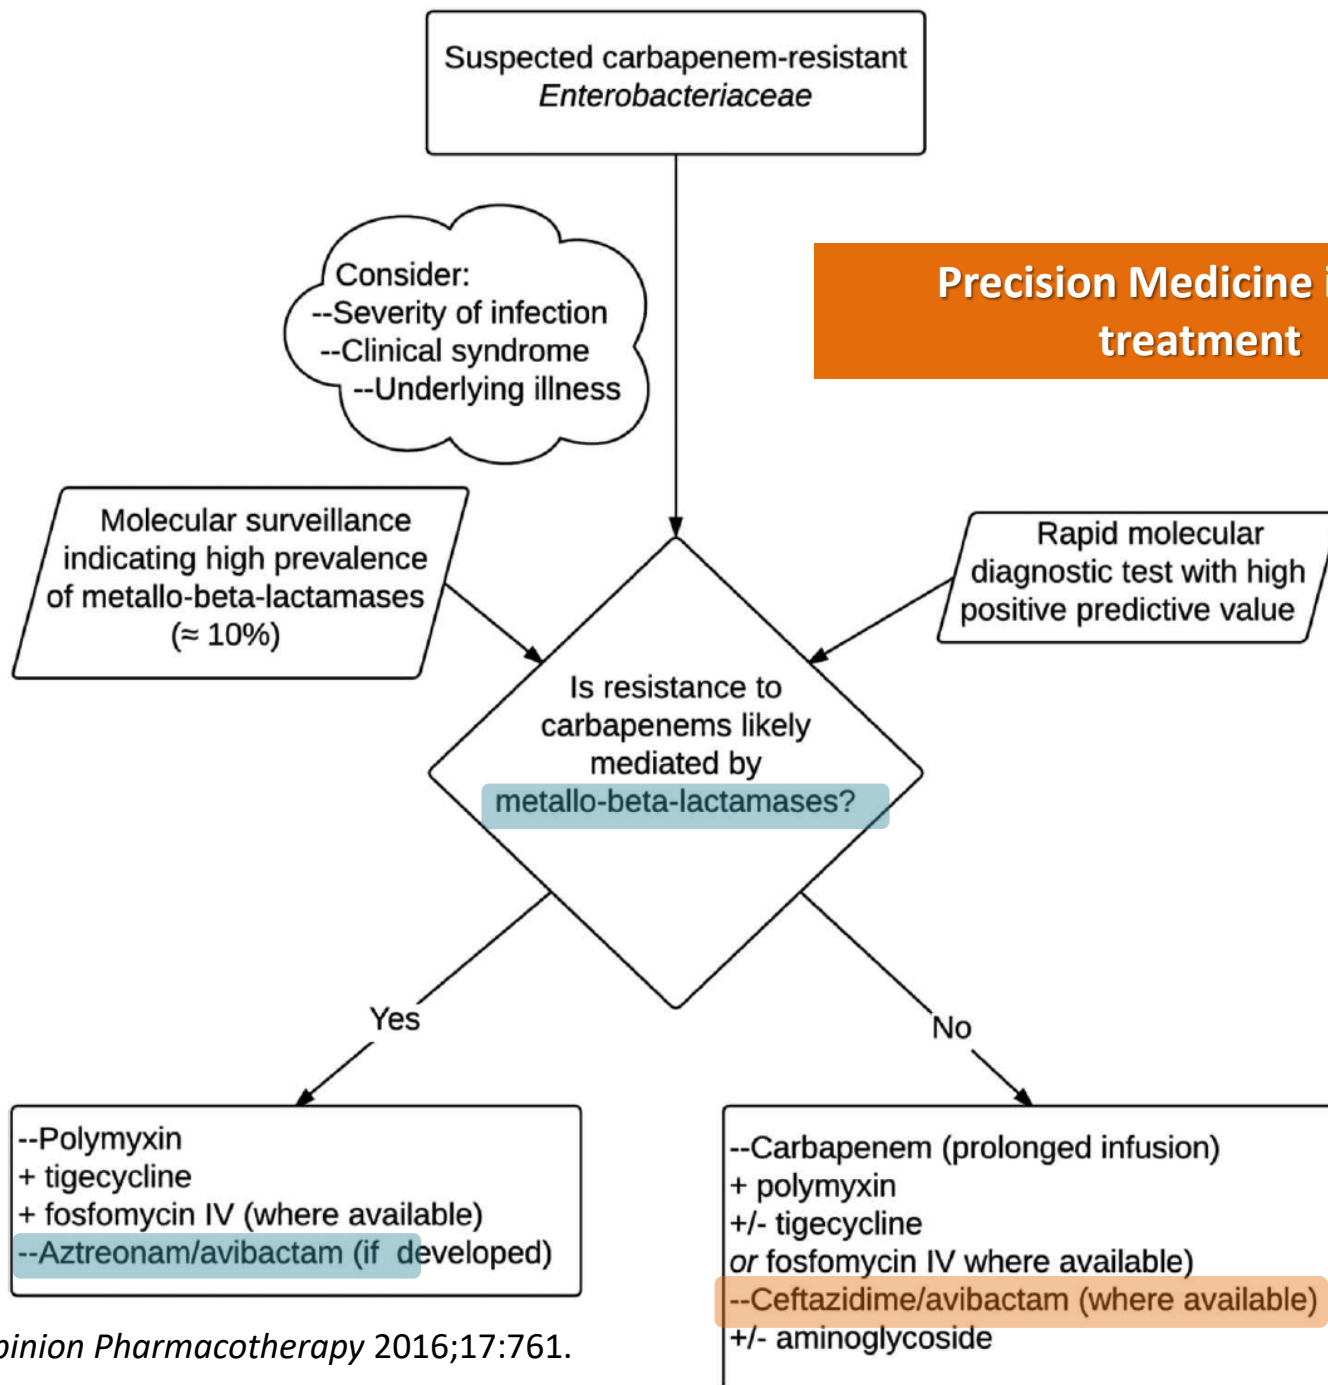 Suspected carbapenem-resistant
Enterobacteriaceae
Consider:
--Severity of infection
--Clinical syndrome
--Underlying illness
Precision Medicine
treatment
Molecular surveillance
indicating high prevalence
of metallo-beta-lactamases
(≈ 10%)
Rapid molecular
diagnostic test with high
positive predictive value
Is resistance to
carbapenems likely
mediated by
metallo-beta-lactamases?
Yes
No
--Polymyxin
+ tigecycline
+ fosfomycin IV (where available)
--Aztreonam/avibactam (if developed)
--Carbapenem (prolonged infusion)
+ polymyxin
+/- tigecycline
or fosfomycin IV where available)
--Ceftazidime/avibactam (where available)
+/- aminoglycoside
pinion Pharmacotherapy 2016;17:761.